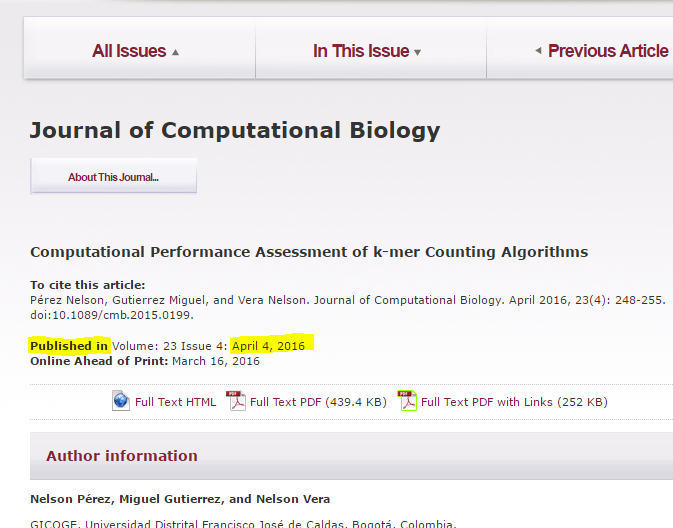 All Issues
In This Issue
Previous Article
Journal of Computational Biology
About This Journal...
Computational Performance Assessment of k-mer Counting Algorithms
To cite this article:
Pérez Nelson, Gutierrez Miguel, and Vera Nelson. Journal of Computational Biology. April 2016, 23(4): 248-255.
doi:10.1089/cmb.2015.0199.
Published in Volume: 23 Issue 4: April 4, 2016
Online Ahead of Print: March 16, 2016
Full Text HTML PDF Full Text PDF (439.4 KB) PDF Full Text PDF with Links (252 KB)
Author information
Nelson Pérez, Miguel Gutierrez, and Nelson Vera
GICOGE, Universidad Distrital Francisco José de Caldas, Bogotá, Colombia.